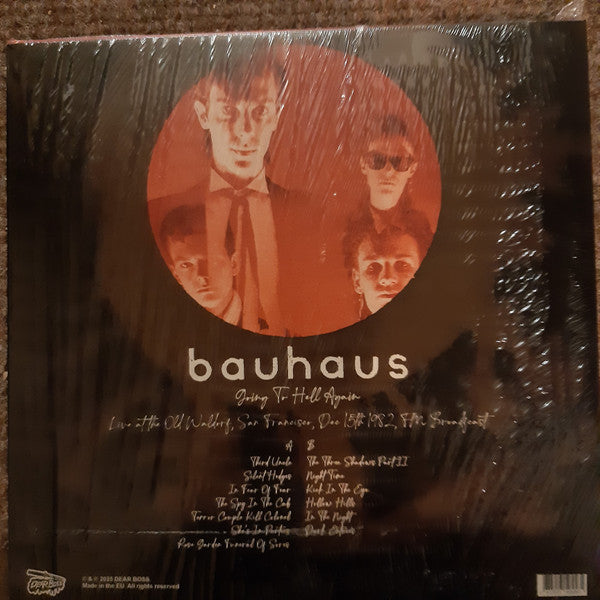 bauhaus
Going To Hell Again
Live at the Old Waldorf, San Francisco, Dec 15th 1982, FM Broadcast
A B
Third Uncle The Three Shadows Part II
Silent Hedges Night Time
In Fear Of Fear Kick In The Eye
The Spy In The Cab Hollow Hills
Terror Couple Kill Colonel In The Night
She's In Parties Dark Entries
Rose Garden Funeral Of Sores
DEAR BOSS
© & ℗ 2020 DEAR BOSS
Made in the EU. All rights reserved